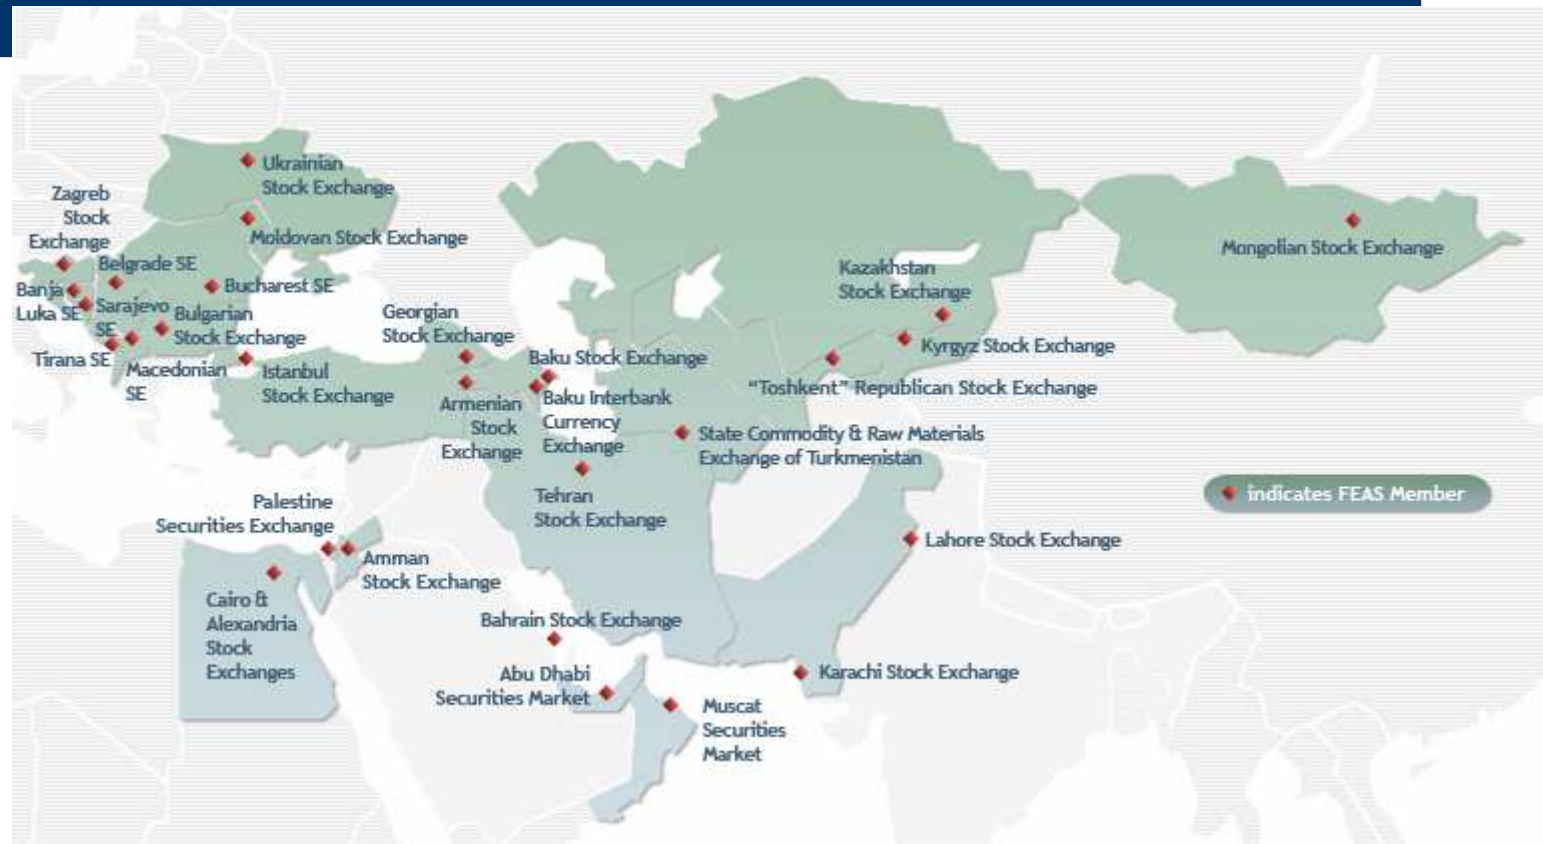 Ukrainian
Stock Exchange
Zagreb
Stock
Exchange
Moldovan Stock Exchange
Mongolian Stock Exchange
Belgrade SE
Kazakhstan
Stock Exchange
Banja
Luka SE
Bucharest SE
Sarajevo
SE
Bulgarian
Stock Exchange
Georgian
Stock Exchange
Kyrgyz Stock Exchange
Tirana SE
Macedonian
SE
Istanbul
Stock Exchange
Baku Stock Exchange
"Toshkent" Republican Stock Exchange
Armenian
Stock
Exchange
Baku Interbank
Currency
Exchange
State Commodity & Raw Materials
Exchange of Turkmenistan
Tehran
Stock Exchange
indicates FEAS Member
Palestine
Securities Exchange
Lahore Stock Exchange
Amman
Stock Exchange
Cairo &
Alexandria
Stock
Exchanges
Bahrain Stock Exchange
Abu Dhabi
Securities Market
Karachi Stock Exchange
Muscat
Securities
Market